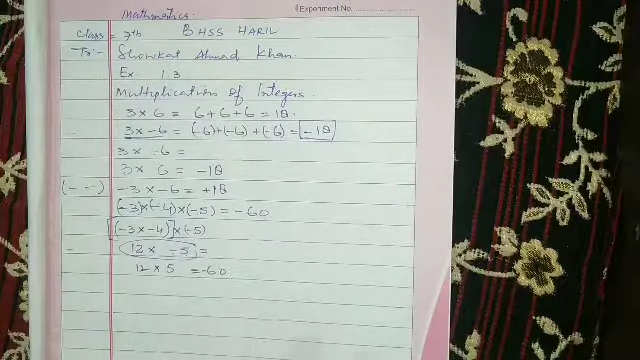 Experiment No.
Mathmetics.
Class = 7th BHSS HARIL
Tr:- Showkat Ahmad Khan.
Ex. 1.3
Multiplication of Integers.
3 × 6 = 6 + 6 + 6 = 18.
3 × -6 = (-6) + (-6) + (-6) = -18
3 × -6 =
3 × 6 = -18
(- -) -3 × -6 = +18
(-3) × (-4) × (-5) = -60
[(-3 × -4)] × (-5)
- 12 × -5 =
12 × 5 = -60